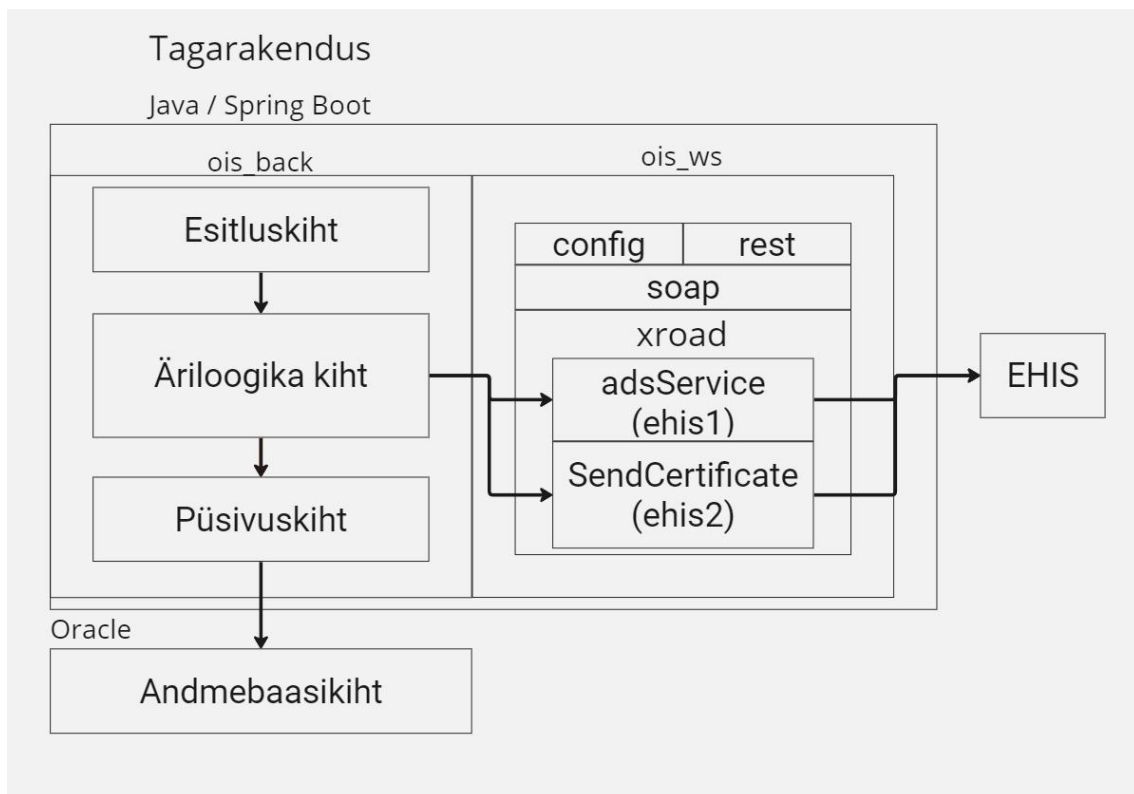 Tagarakendus
Java / Spring Boot
ois_back
ois_ws
Esitluskiht
config
rest
soap
xroad
Äriloogika kiht
adsService
(ehis1)
EHIS
SendCertificate
(ehis2)
Püsivuskiht
Oracle
Andmebaasikiht